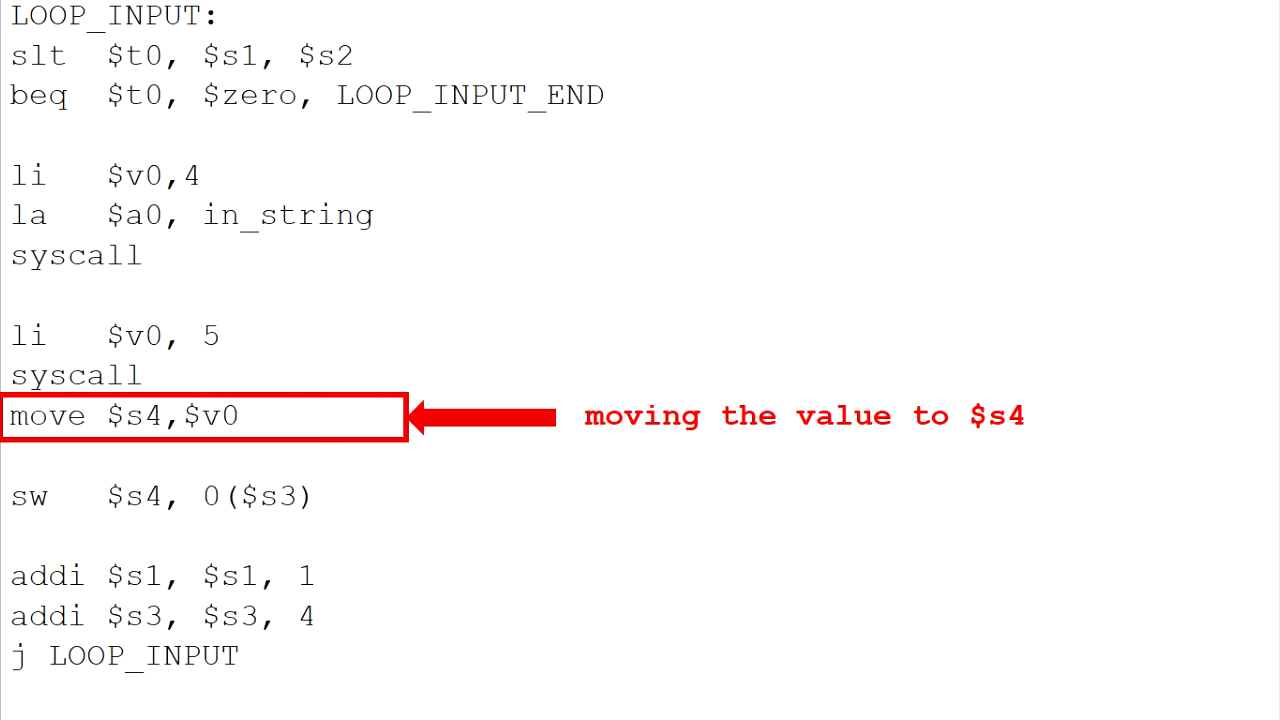 LOOP_INPUT:
slt $t0, $s1, $s2
beq $t0, $zero, LOOP_INPUT_END
li $v0,4
la $a0, in_string
syscall
li $v0, 5
syscall
move $s4,$v0
moving the value to $s4
sw $s4, 0($s3)
addi $s1, $s1, 1
addi $s3, $s3, 4
j LOOP_INPUT